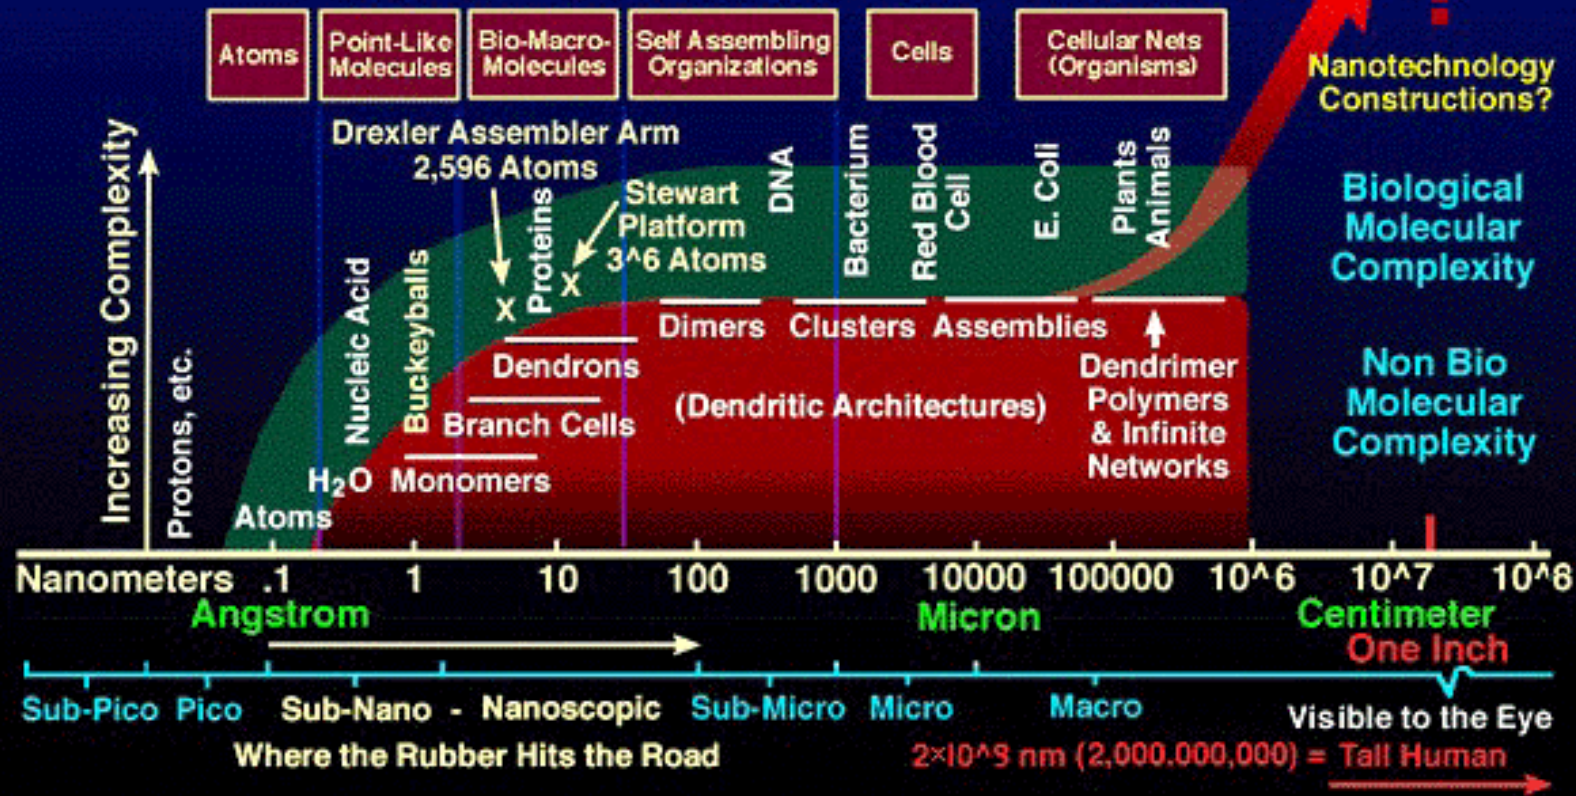 Atoms
Point-Like
Molecules
Bio-Macro-
Molecules
Self Assembling
Organizations
Cells
Cellular Nets
(Organisms)
Nanotechnology
Constructions?
Increasing Complexity
Protons, etc.
Drexler Assembler Arm
2,596 Atoms
Stewart
Platform
3^6 Atoms
Nucleic Acid
Buckeyballs
Proteins
X
X
DNA
Bacterium
Red Blood
Cell
E. Coli
Plants
Animals
Biological
Molecular
Complexity
Dimers
Clusters
Assemblies
Dendrons
Branch Cells
Monomers
H₂O
Atoms
(Dendritic Architectures)
Dendrimer
Polymers
& Infinite
Networks
Non Bio
Molecular
Complexity
Nanometers .1 1 10 100 1000 10000 100000 10^6 10^7 10^8
Angstrom Micron Centimeter
One Inch
Sub-Pico Pico Sub-Nano - Nanoscopic Sub-Micro Micro Macro
Visible to the Eye
Where the Rubber Hits the Road
2×10^9 nm (2,000.000,000) = Tall Human